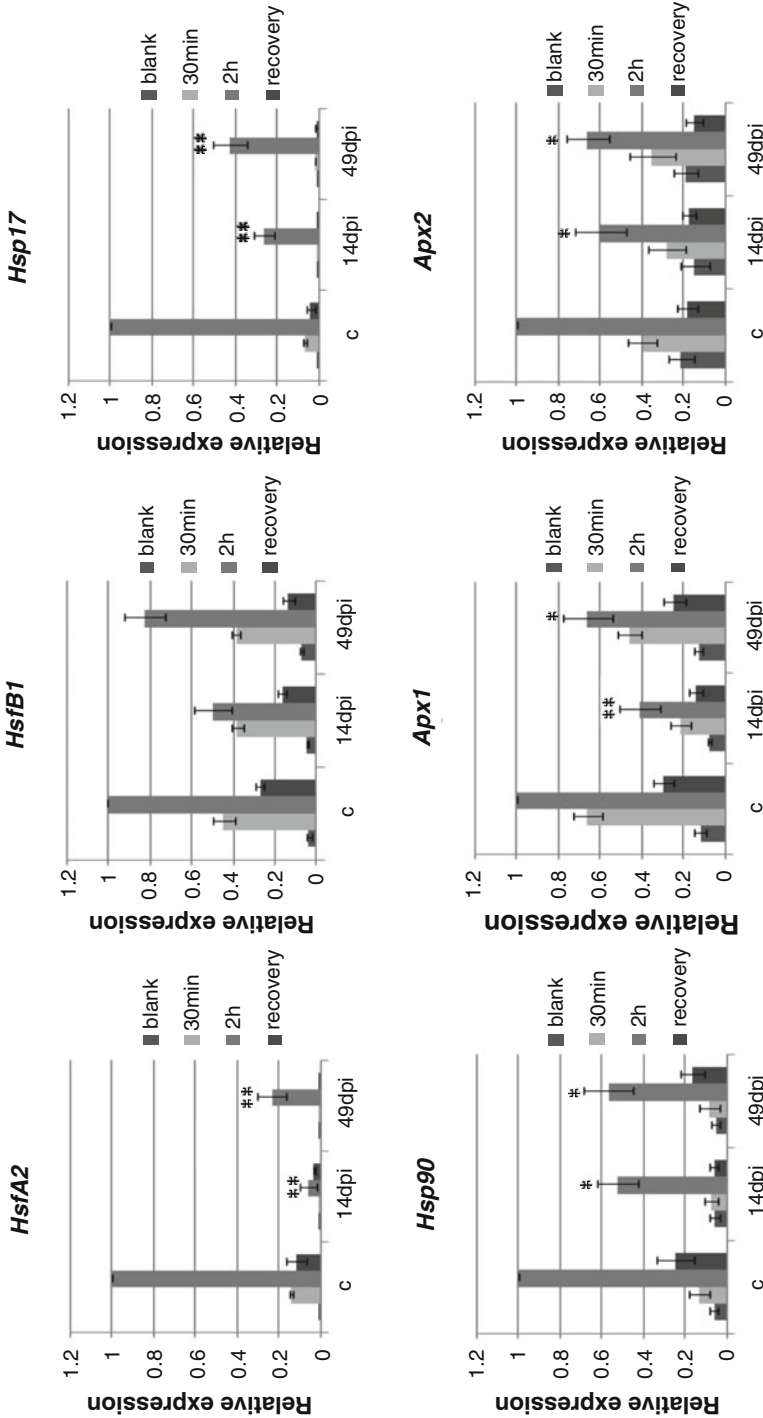 HsfA2
Relative expression
1.2
1
0.8
0.6
0.4
0.2
0
**
**
c
14dpi
49dpi
blank
30min
2h
recovery
HsfB1
Relative expression
1.2
1
0.8
0.6
0.4
0.2
0
c
14dpi
49dpi
blank
30min
2h
recovery
Hsp17
Relative expression
1.2
1
0.8
0.6
0.4
0.2
0
**
**
c
14dpi
49dpi
blank
30min
2h
recovery
Hsp90
Relative expression
1.2
1
0.8
0.6
0.4
0.2
0
*
*
c
14dpi
49dpi
blank
30min
2h
recovery
Apx1
Relative expression
1.2
1
0.8
0.6
0.4
0.2
0
**
*
c
14dpi
49dpi
blank
30min
2h
recovery
Apx2
Relative expression
1.2
1
0.8
0.6
0.4
0.2
0
*
*
c
14dpi
49dpi
blank
30min
2h
recovery